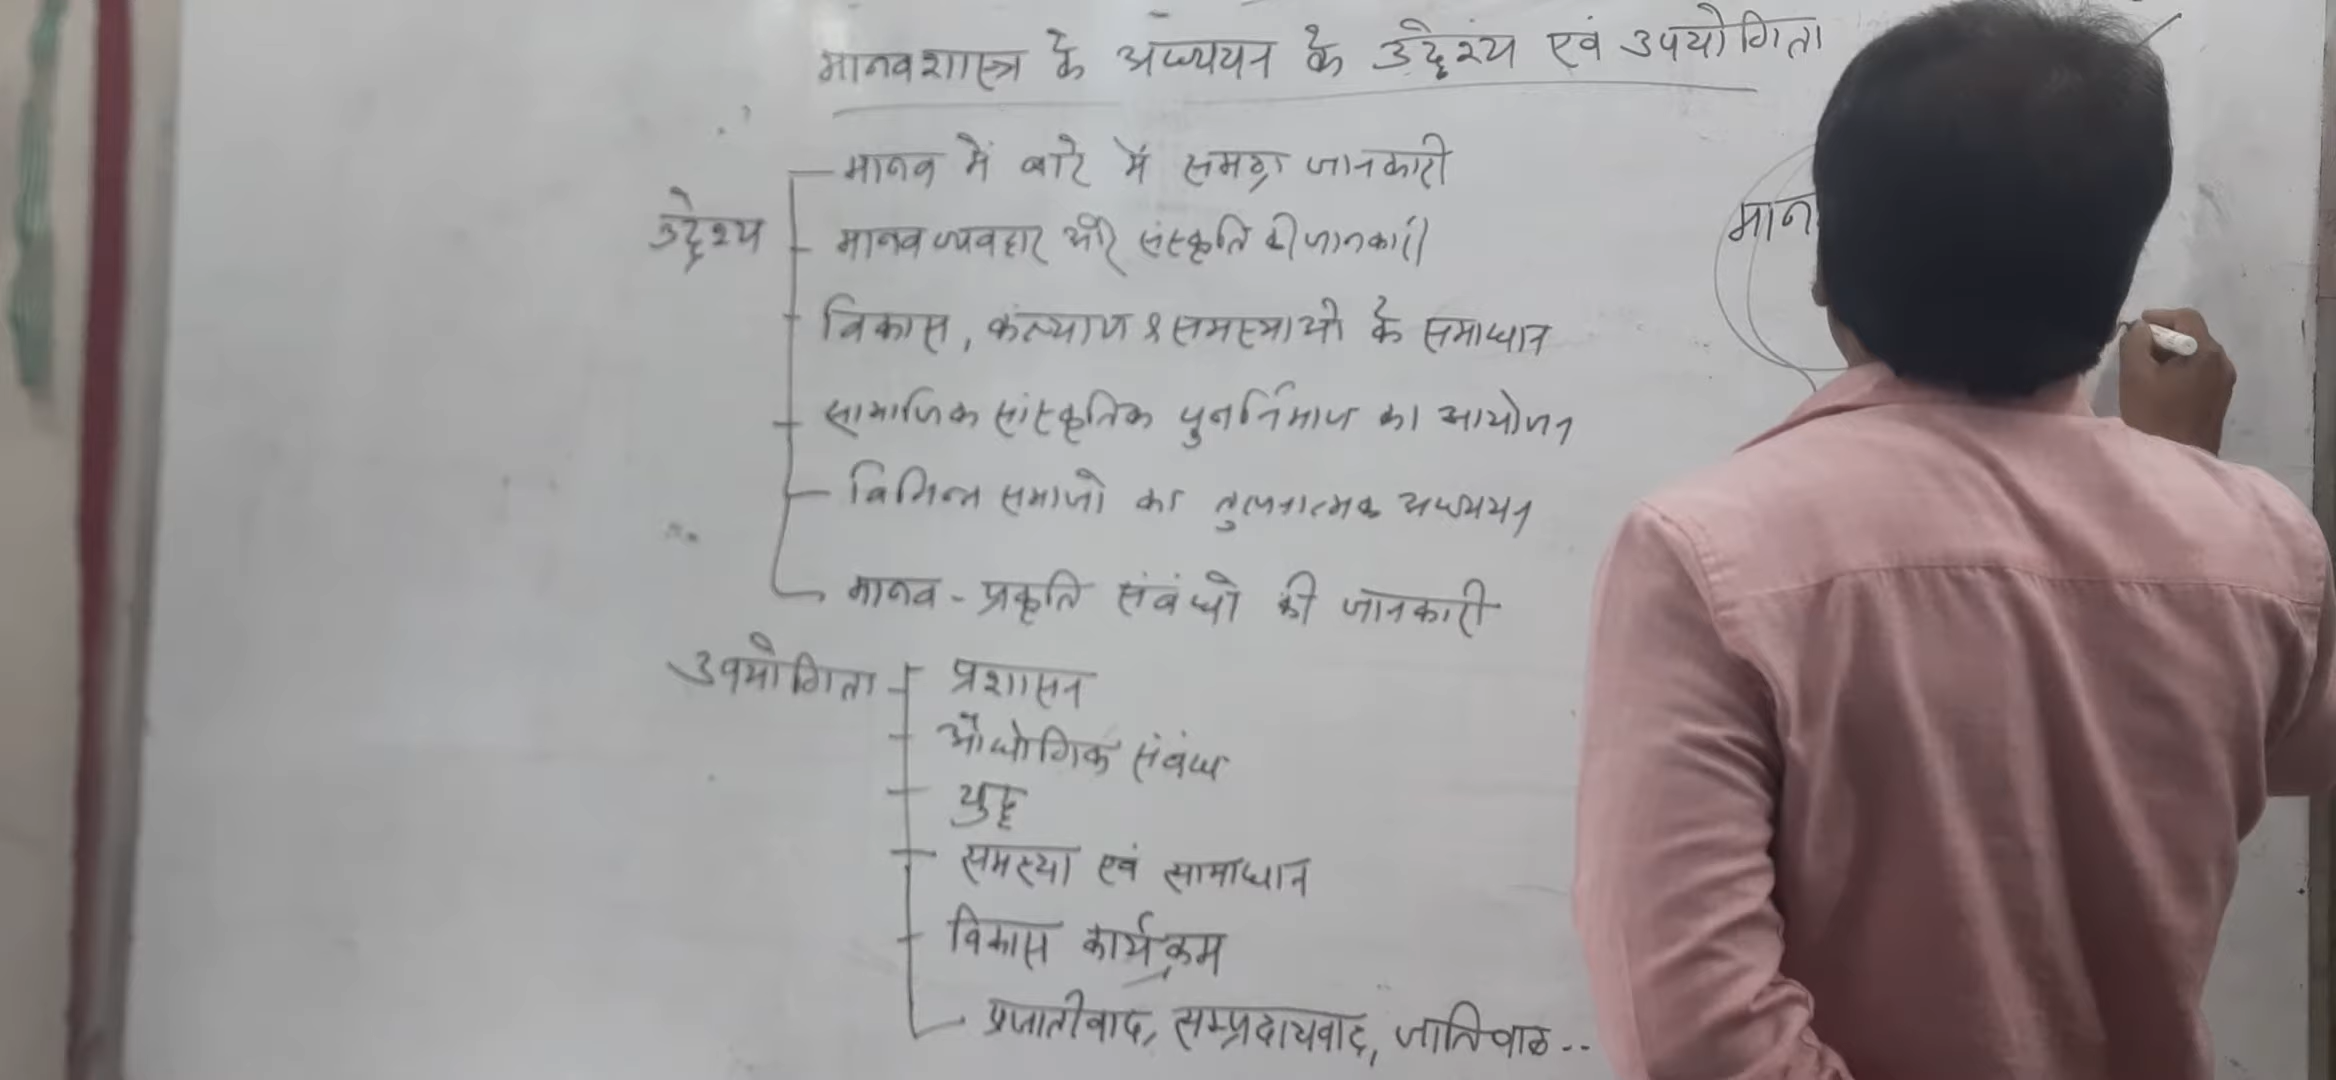 मानवशास्त्र के अध्ययन के उद्देश्य एवं उपयोगिता
मानव में बारे में समग्र जानकारी
उद्देश्य
मानव व्यवहार और संस्कृति की जानकारी
विकास, कल्याण & समस्याओं के समाधान
सामाजिक सांस्कृतिक पुनर्निमाण का आयोजन
विभिन्न समाजों का तुलनात्मक अध्ययन
मानव - प्रकृति संबंधो की जानकारी
उपयोगिता
प्रशासन
औद्योगिक संबंध
युद्ध
समस्या एवं सामाधान
विकास कार्यक्रम
प्रजातीवाद, सम्प्रदायवाद, जातिवाद..